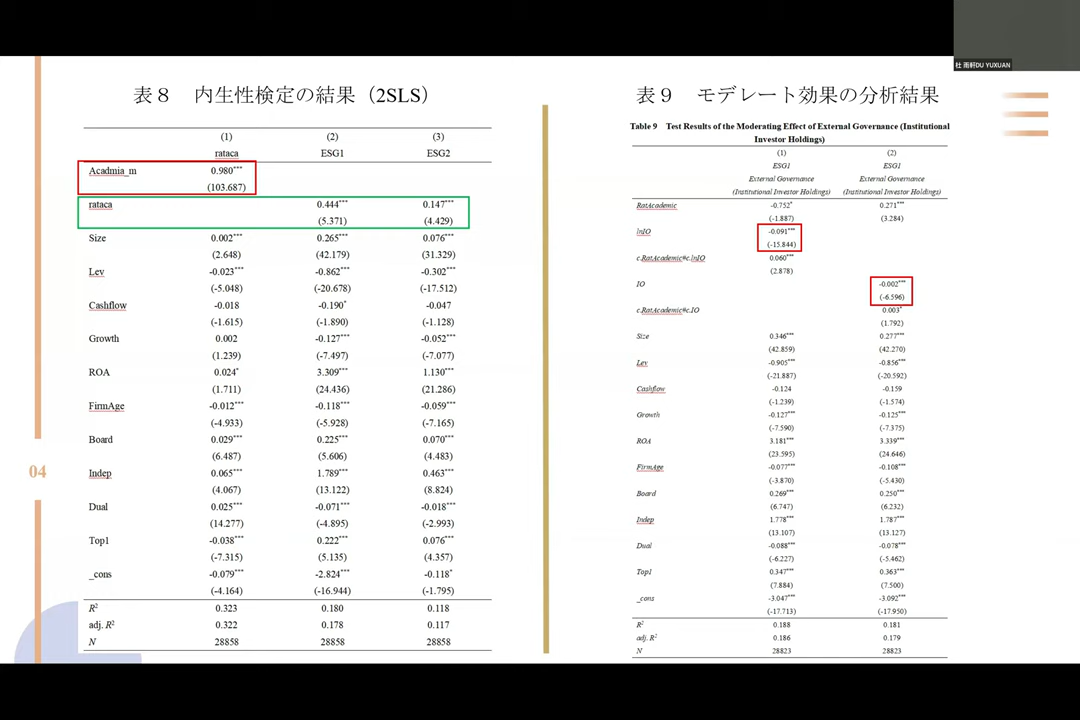 杜 雨軒DU YUXUAN
表８ 内生性検定の結果（2SLS）
(1) (2) (3)
rataca ESG1 ESG2
Acadmia_m 0.980***
(103.687)
rataca 0.444*** 0.147***
(5.371) (4.429)
Size 0.002*** 0.265*** 0.076***
(2.648) (42.179) (31.329)
Lev -0.023*** -0.862*** -0.302***
(-5.048) (-20.678) (-17.512)
Cashflow -0.018 -0.190* -0.047
(-1.615) (-1.890) (-1.128)
Growth 0.002 -0.127*** -0.052***
(1.239) (-7.497) (-7.077)
ROA 0.024* 3.309*** 1.130***
(1.711) (24.436) (21.286)
FirmAge -0.012*** -0.118*** -0.059***
(-4.933) (-5.928) (-7.165)
Board 0.029*** 0.225*** 0.070***
(6.487) (5.606) (4.483)
Indep 0.065*** 1.789*** 0.463***
(4.067) (13.122) (8.824)
Dual 0.025*** -0.071*** -0.018***
(14.277) (-4.895) (-2.993)
Top1 -0.038*** 0.222*** 0.076***
(-7.315) (5.135) (4.357)
_cons -0.079*** -2.824*** -0.118*
(-4.164) (-16.944) (-1.795)
R² 0.323 0.180 0.118
adj. R² 0.322 0.178 0.117
N 28858 28858 28858
04
表９ モデレート効果の分析結果
Table 9 Test Results of the Moderating Effect of External Governance (Institutional
Investor Holdings)
(1) (2)
ESG1 ESG1
External Governance External Governance
(Institutional Investor Holdings) (Institutional Investor Holdings)
RatAcademic -0.752* 0.271***
(-1.887) (3.284)
lnIO -0.091***
(-15.844)
c.RatAcademic#c.lnIO 0.060***
(2.878)
IO -0.002***
(-6.596)
c.RatAcademic#c.IO 0.003*
(1.792)
Size 0.346*** 0.277***
(42.859) (42.270)
Lev -0.905*** -0.856***
(-21.887) (-20.592)
Cashflow -0.124 -0.159
(-1.239) (-1.574)
Growth -0.127*** -0.125***
(-7.590) (-7.375)
ROA 3.181*** 3.339***
(23.595) (24.646)
FirmAge -0.077*** -0.108***
(-3.870) (-5.430)
Board 0.269*** 0.250***
(6.747) (6.232)
Indep 1.778*** 1.787***
(13.107) (13.127)
Dual -0.088*** -0.078***
(-6.227) (-5.462)
Top1 0.347*** 0.363***
(7.884) (7.500)
_cons -3.047*** -3.092***
(-17.713) (-17.950)
R² 0.188 0.181
adj. R² 0.186 0.179
N 28823 28823